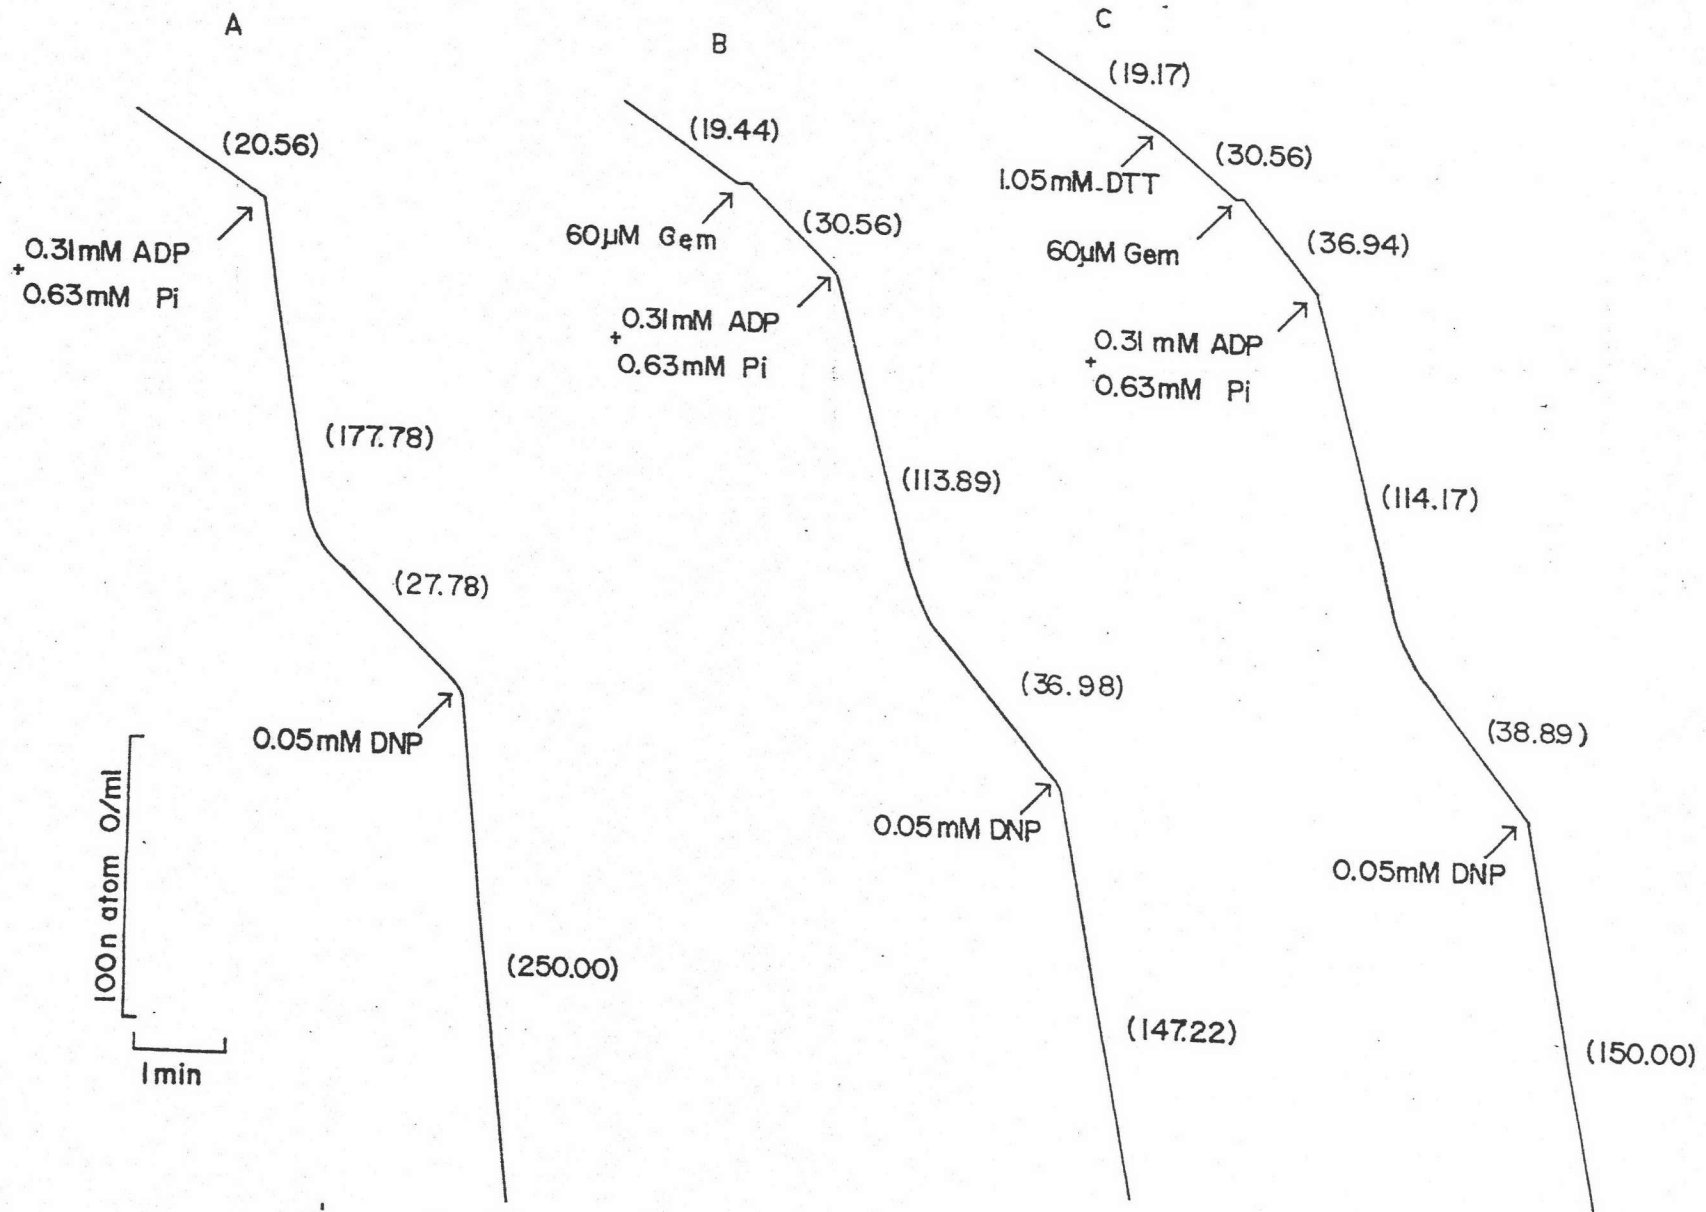 A
(20.56)
0.31mM ADP
+
0.63mM Pi
(177.78)
(27.78)
0.05mM DNP
(250.00)
100n atom O/ml
1min
B
(19.44)
60µM Gem
(30.56)
0.31mM ADP
+
0.63mM Pi
(113.89)
(36.98)
0.05mM DNP
(147.22)
C
(19.17)
1.05mM-DTT
(30.56)
60µM Gem
(36.94)
0.31mM ADP
+
0.63mM Pi
(114.17)
(38.89)
0.05mM DNP
(150.00)